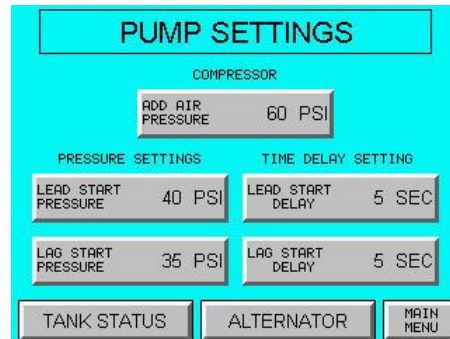 PUMP SETTINGS
COMPRESSOR
ADD AIR
PRESSURE
60 PSI
PRESSURE SETTINGS
TIME DELAY SETTING
LEAD START
PRESSURE
40 PSI
LEAD START
DELAY
5 SEC
LAG START
PRESSURE
35 PSI
LAG START
DELAY
5 SEC
TANK STATUS
ALTERNATOR
MAIN
MENU